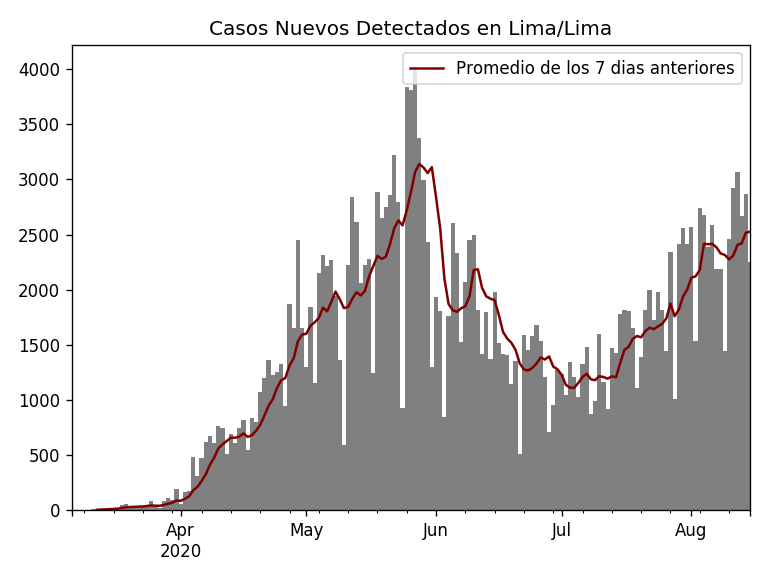 Casos Nuevos Detectados en Lima/Lima
Promedio de los 7 dias anteriores
4000
3500
3000
2500
2000
1500
1000
500
0
Apr
2020
May
Jun
Jul
Aug